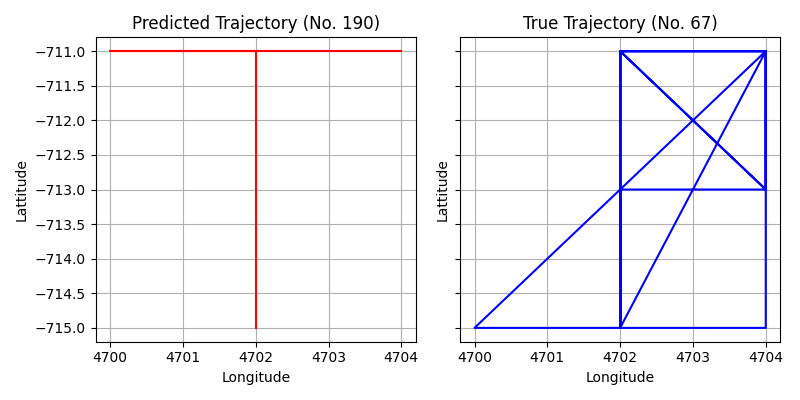 Predicted Trajectory (No. 190)
True Trajectory (No. 67)
−711.0
−711.5
−712.0
−712.5
−713.0
−713.5
−714.0
−714.5
−715.0
Lattitude
Lattitude
4700 4701 4702 4703 4704
4700 4701 4702 4703 4704
Longitude
Longitude